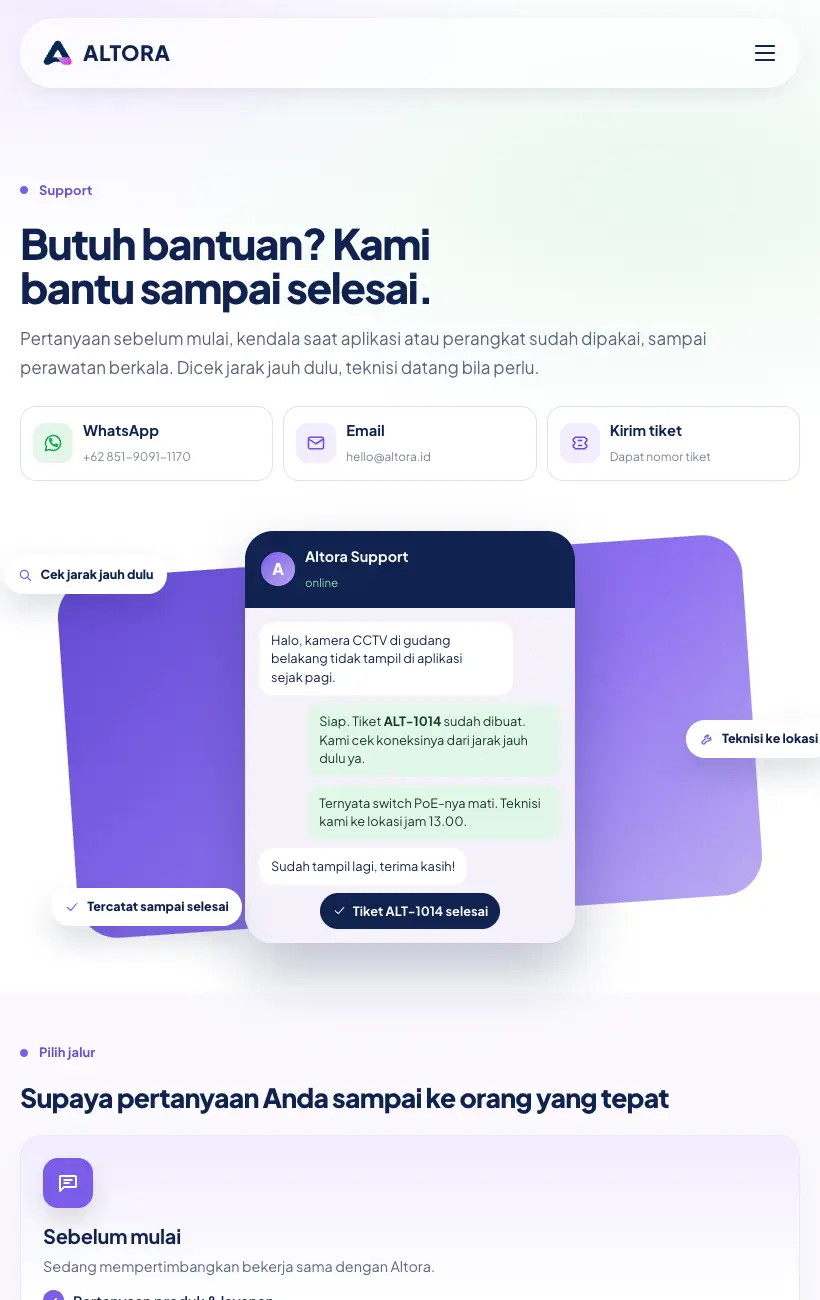 ALTORA
Support
Butuh bantuan? Kami
bantu sampai selesai.
Pertanyaan sebelum mulai, kendala saat aplikasi atau perangkat sudah dipakai, sampai
perawatan berkala. Dicek jarak jauh dulu, teknisi datang bila perlu.
WhatsApp
+62 851-9091-1170
Email
hello@altora.id
Kirim tiket
Dapat nomor tiket
Cek jarak jauh dulu
A
Altora Support
online
Halo, kamera CCTV di gudang
belakang tidak tampil di aplikasi
sejak pagi.
Siap. Tiket ALT-1014 sudah dibuat.
Kami cek koneksinya dari jarak jauh
dulu ya.
Teknisi ke lokasi
Ternyata switch PoE-nya mati. Teknisi
kami ke lokasi jam 13.00.
Sudah tampil lagi, terima kasih!
Tercatat sampai selesai
Tiket ALT-1014 selesai
Pilih jalur
Supaya pertanyaan Anda sampai ke orang yang tepat
Sebelum mulai
Sedang mempertimbangkan bekerja sama dengan Altora.
Pertanyaan produk & layanan